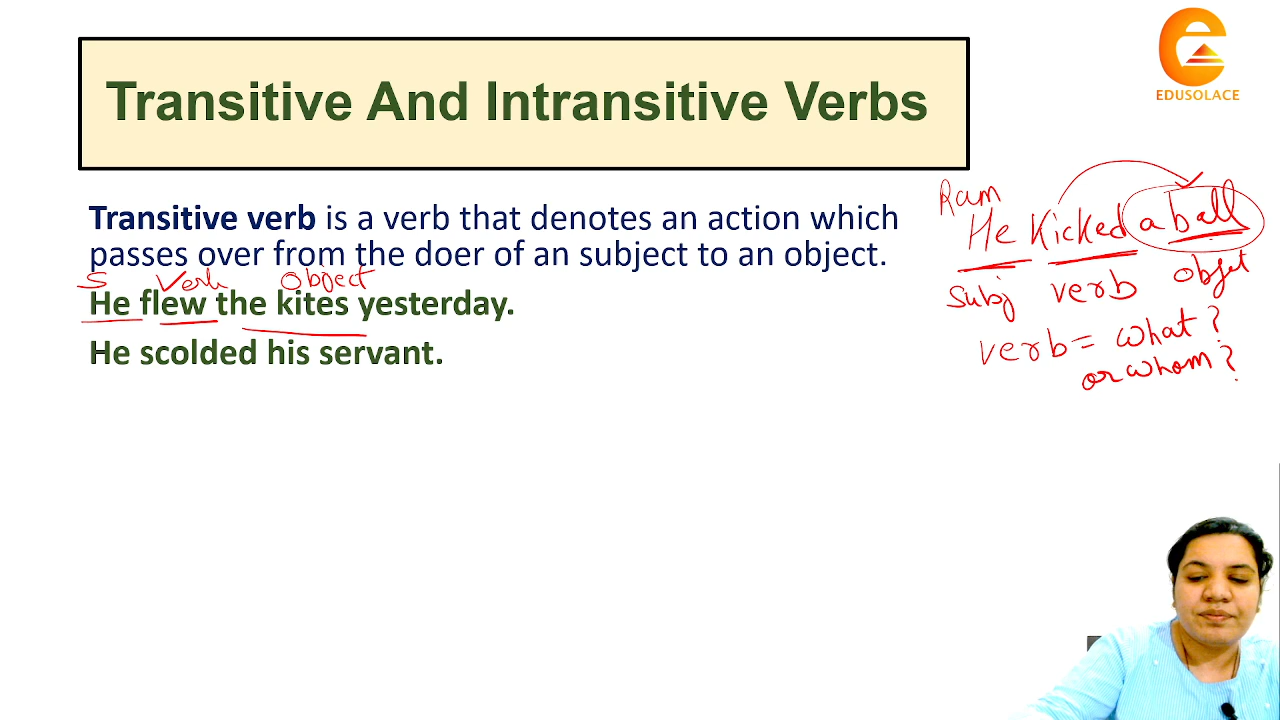 Transitive And Intransitive Verbs
EDUSOLACE
Transitive verb is a verb that denotes an action which
passes over from the doer of an subject to an object.
S Verb Object
He flew the kites yesterday.
He scolded his servant.
Ram
He Kicked a ball
Subj verb objet
verb = what ?
or whom ?